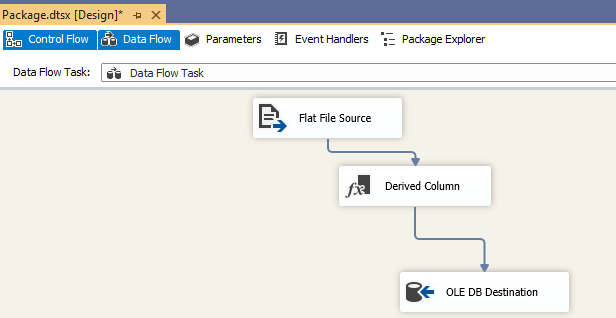 Package.dtsx [Design]*
Control Flow Data Flow Parameters Event Handlers Package Explorer
Data Flow Task: Data Flow Task
Flat File Source
fx Derived Column
OLE DB Destination